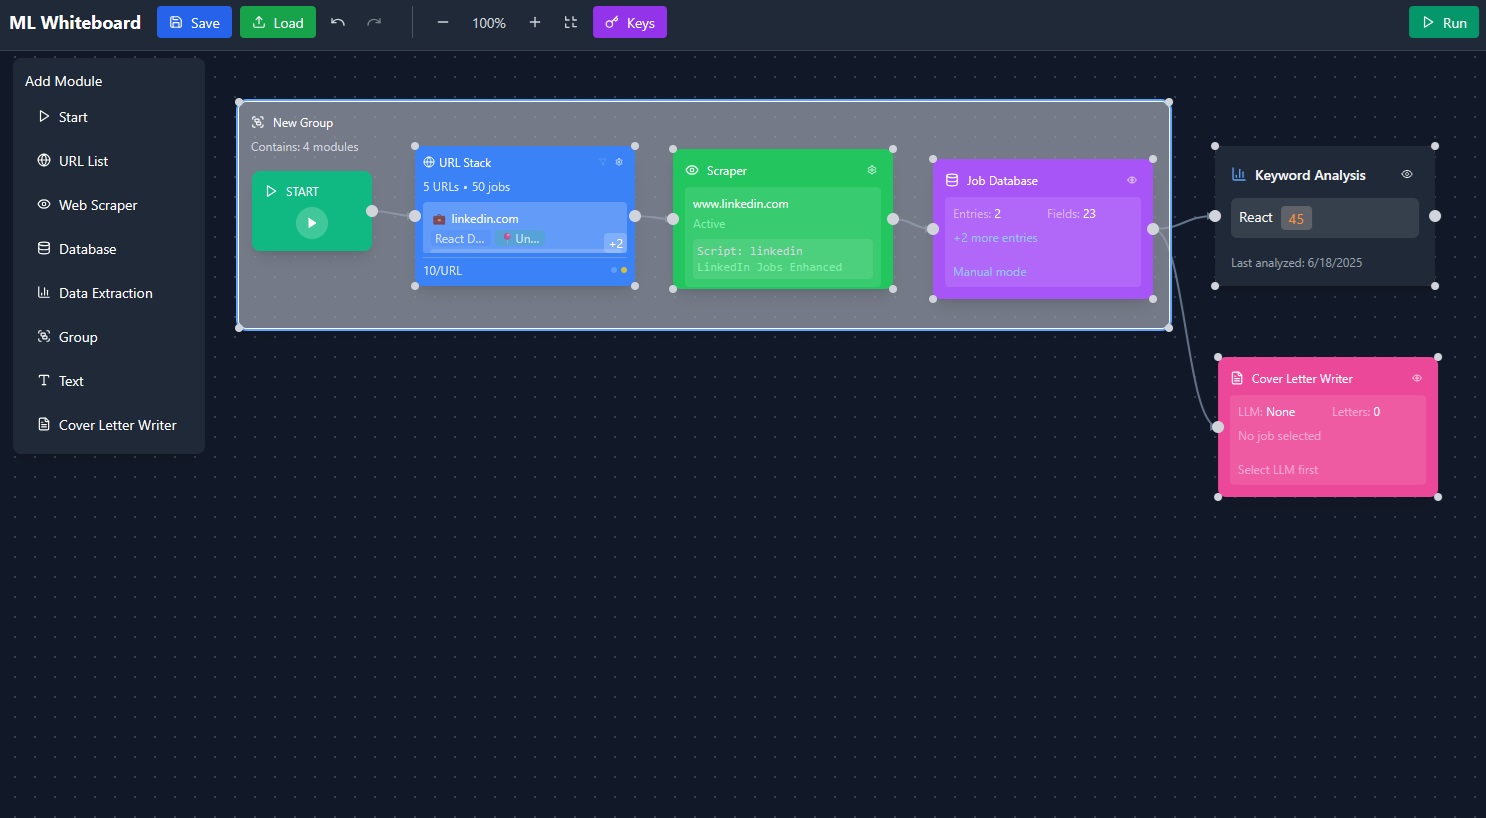 ML Whiteboard
Save
Load
100%
Keys
Run
Add Module
Start
URL List
Web Scraper
Database
Data Extraction
Group
Text
Cover Letter Writer
New Group
Contains: 4 modules
START
URL Stack
5 URLs • 50 jobs
linkedin.com
React D...
Un...
+2
10/URL
Scraper
www.linkedin.com
Active
Script: linkedin
LinkedIn Jobs Enhanced
Job Database
Entries: 2 Fields: 23
+2 more entries
Manual mode
Keyword Analysis
React 45
Last analyzed: 6/18/2025
Cover Letter Writer
LLM: None Letters: 0
No job selected
Select LLM first